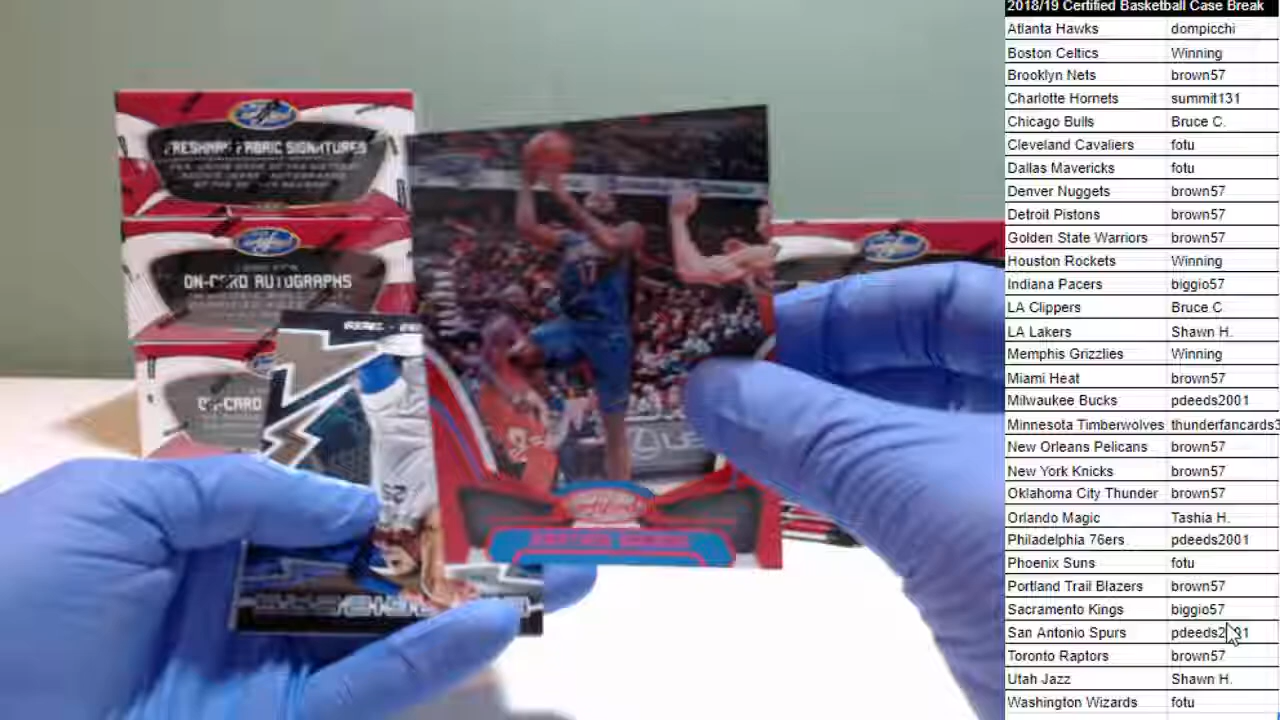 2018/19 Certified Basketball Case Break
Atlanta Hawks dompicchi
Boston Celtics Winning
Brooklyn Nets brown57
Charlotte Hornets summit131
Chicago Bulls Bruce C.
Cleveland Cavaliers fotu
Dallas Mavericks fotu
Denver Nuggets brown57
Detroit Pistons brown57
Golden State Warriors brown57
Houston Rockets Winning
Indiana Pacers biggio57
LA Clippers Bruce C
LA Lakers Shawn H.
Memphis Grizzlies Winning
Miami Heat brown57
Milwaukee Bucks pdeeds2001
Minnesota Timberwolves thunderfancards3
New Orleans Pelicans brown57
New York Knicks brown57
Oklahoma City Thunder brown57
Orlando Magic Tashia H.
Philadelphia 76ers pdeeds2001
Phoenix Suns fotu
Portland Trail Blazers brown57
Sacramento Kings biggio57
San Antonio Spurs
Toronto Raptors brown57
Utah Jazz Shawn H.
Washington Wizards fotu
FRESHMAN FABRIC SIGNATURES
ON-CARD AUTOGRAPHS
ON-CARD
17